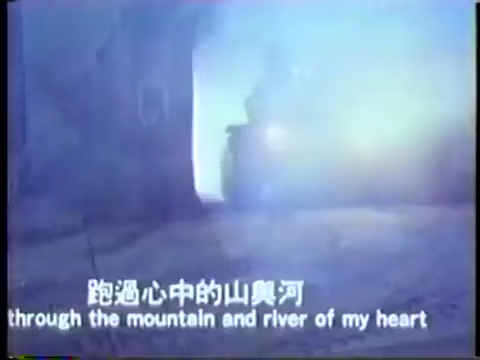 跑過心中的山與河
through the mountain and river of my heart